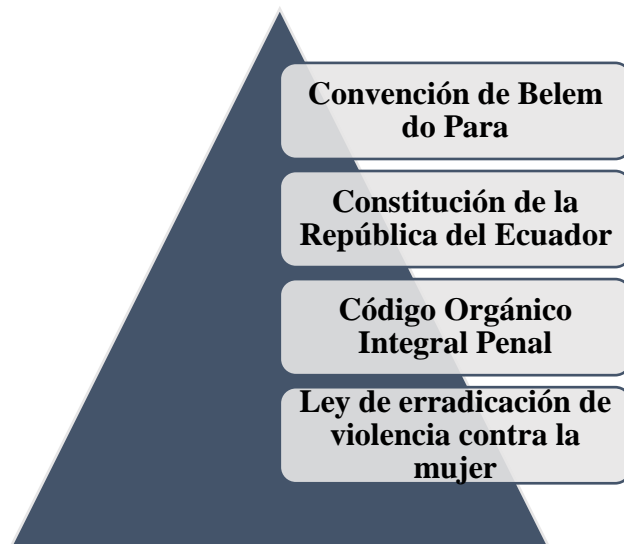 Convención de Belem
do Para
Constitución de la
República del Ecuador
Código Orgánico
Integral Penal
Ley de erradicación de
violencia contra la
mujer